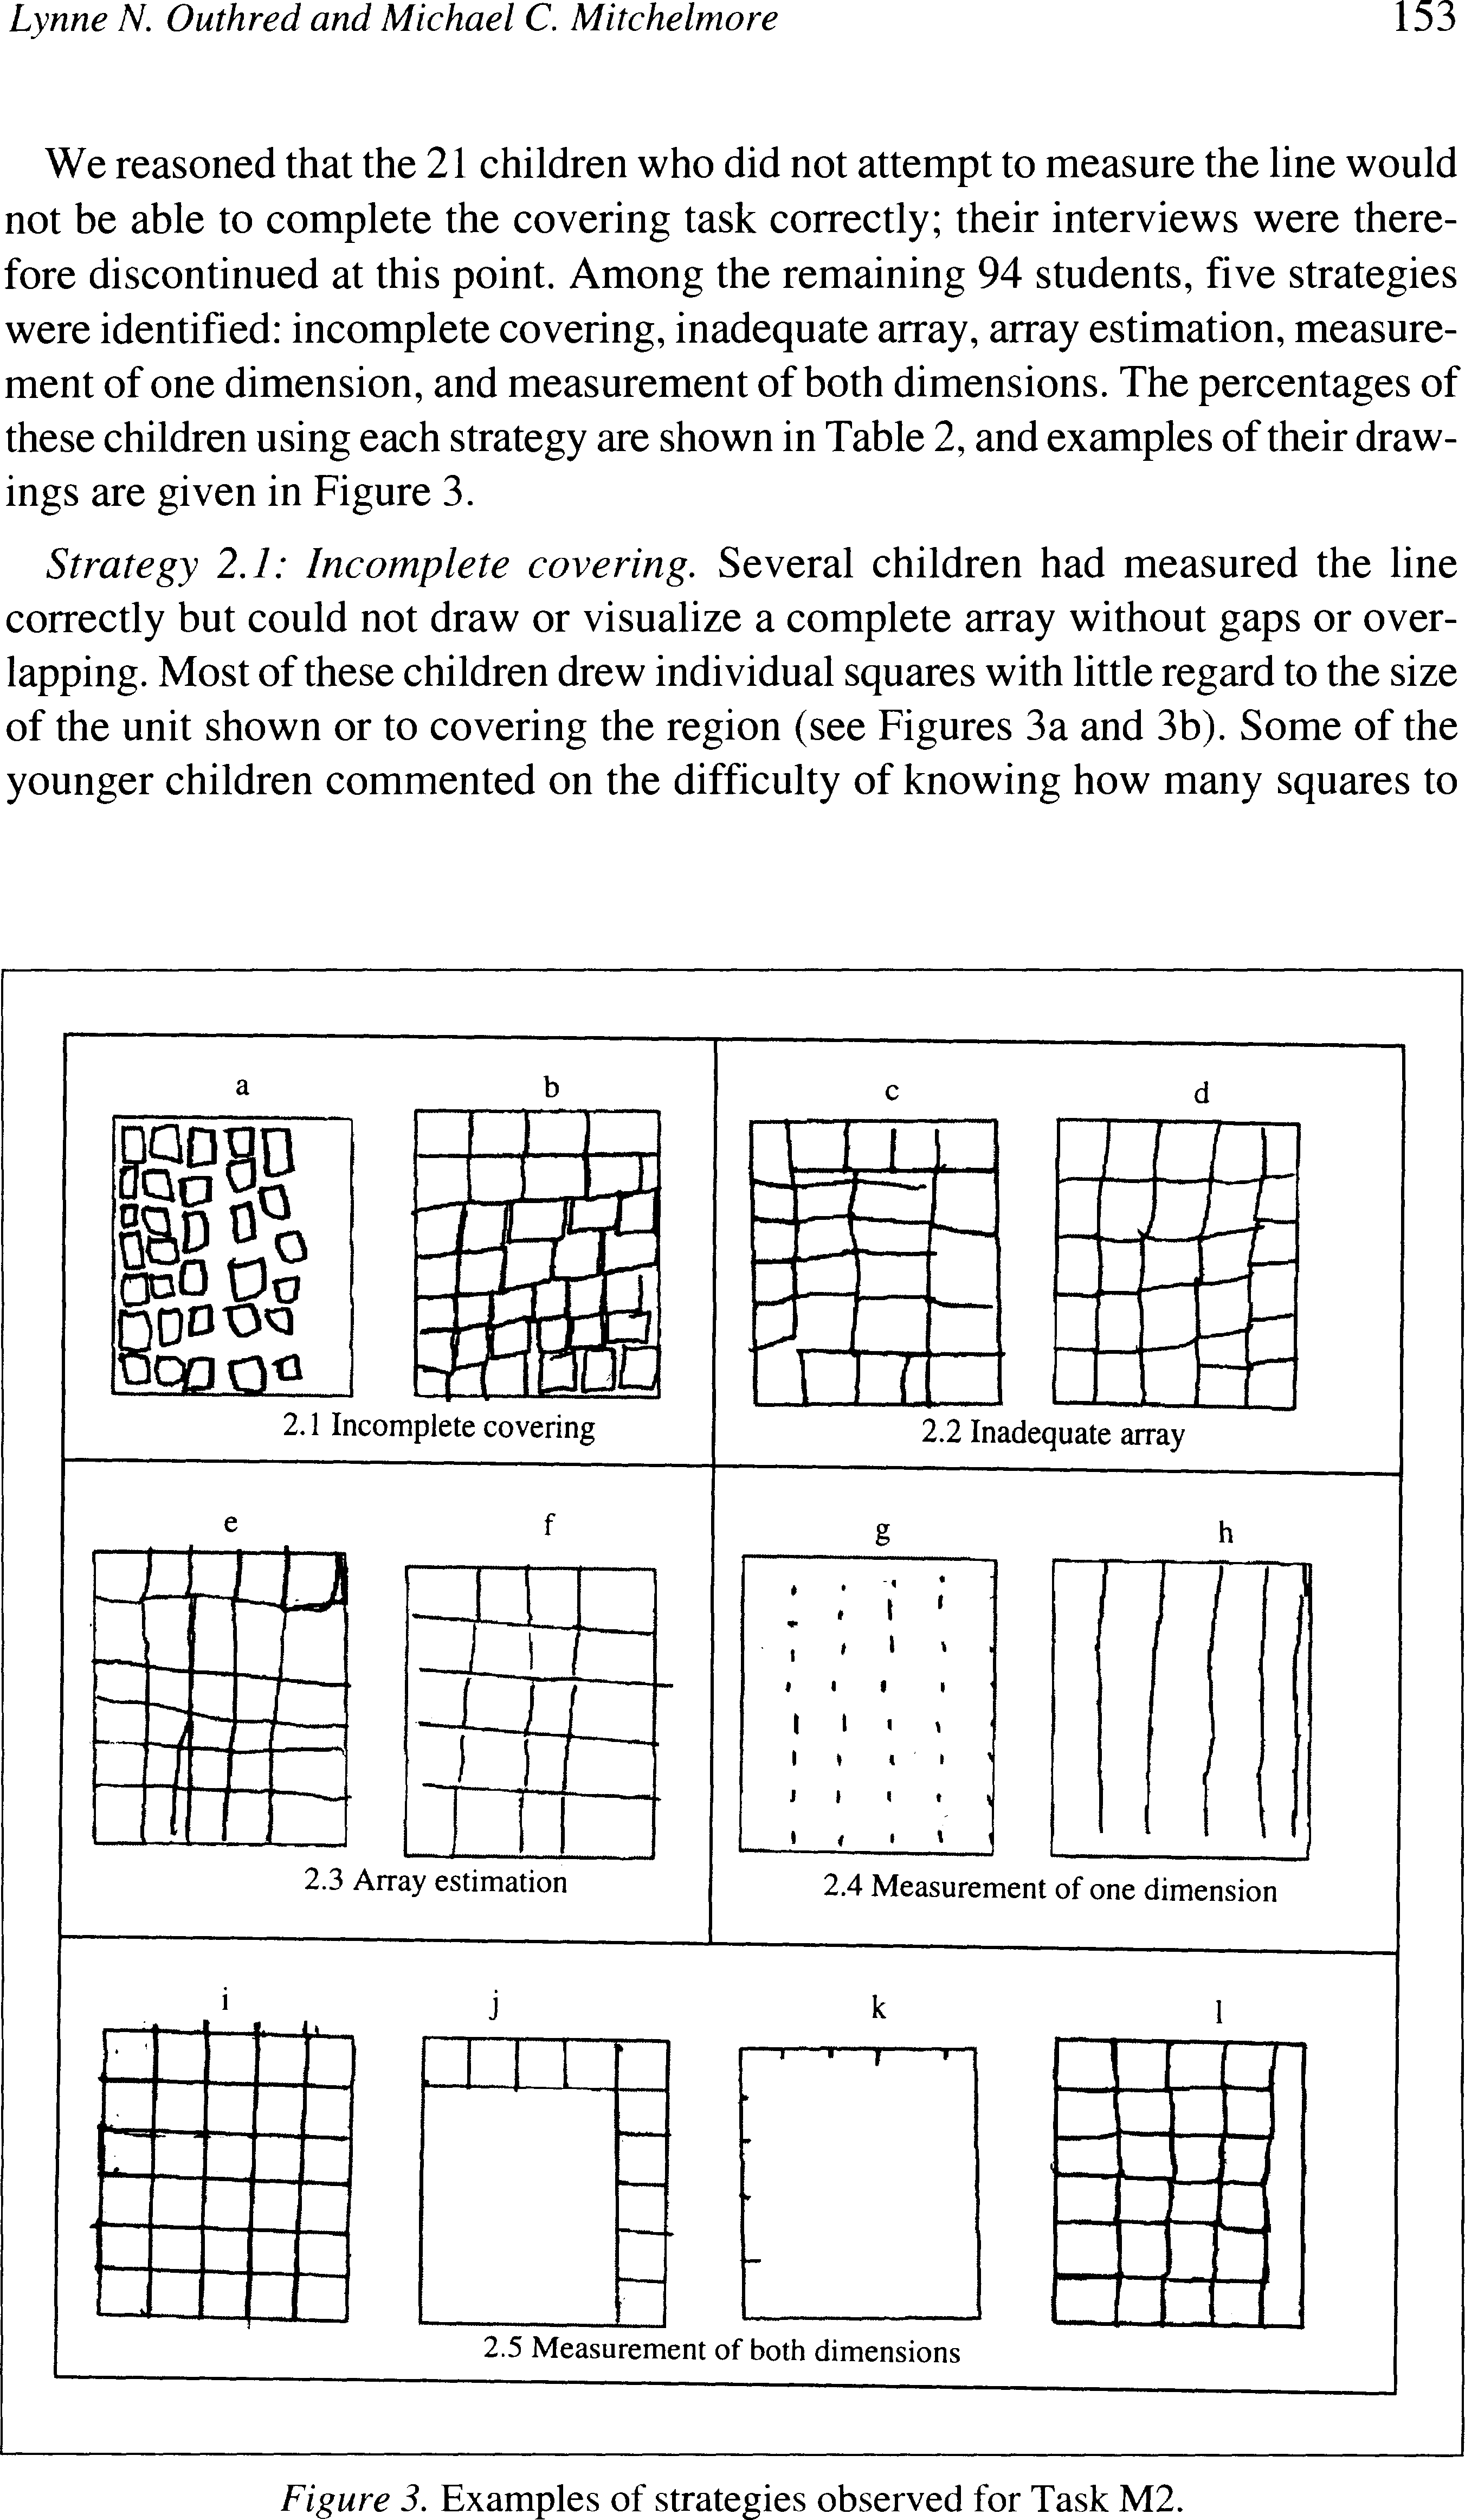 Lynne N. Outhred and Michael C. Mitchelmore 153
We reasoned that the 21 children who did not attempt to measure the line would
not be able to complete the covering task correctly; their interviews were there-
fore discontinued at this point. Among the remaining 94 students, five strategies
were identified: incomplete covering, inadequate array, array estimation, measure-
ment of one dimension, and measurement of both dimensions. The percentages of
these children using each strategy are shown in Table 2, and examples of their draw-
ings are given in Figure 3.
Strategy 2.1: Incomplete covering. Several children had measured the line
correctly but could not draw or visualize a complete array without gaps or over-
lapping. Most of these children drew individual squares with little regard to the size
of the unit shown or to covering the region (see Figures 3a and 3b). Some of the
younger children commented on the difficulty of knowing how many squares to
a b c d
2.1 Incomplete covering 2.2 Inadequate array
e f g h
2.3 Array estimation 2.4 Measurement of one dimension
i j k l
2.5 Measurement of both dimensions
Figure 3. Examples of strategies observed for Task M2.